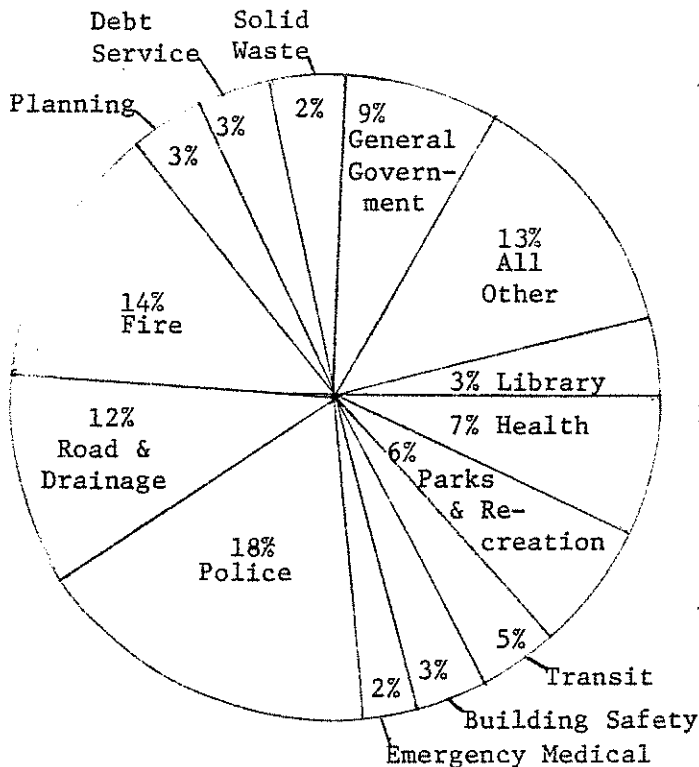 Debt
Service
Solid
Waste
Planning
3%
3%
2%
9%
General
Govern-
ment
13%
All
Other
14%
Fire
3% Library
7% Health
12%
Road &
Drainage
6%
Parks
& Re-
creation
18%
Police
5%
Transit
3%
Building Safety
2%
Emergency Medical